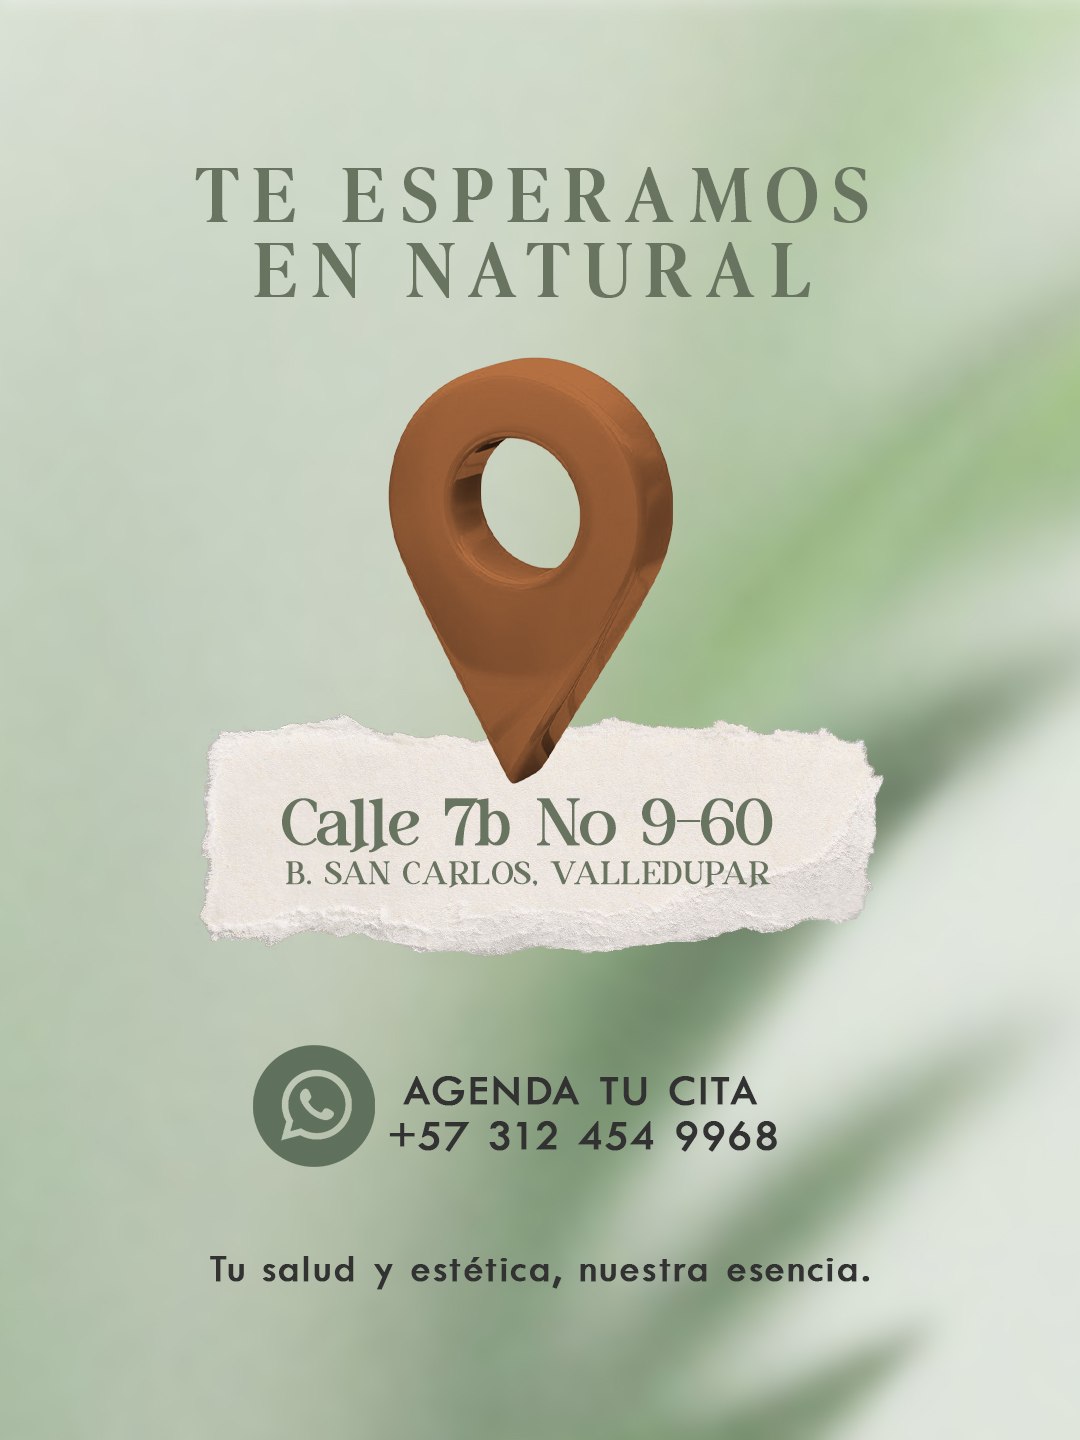 TE ESPERAMOS
EN NATURAL
Calle 7b No 9-60
B. SAN CARLOS, VALLEDUPAR
AGENDA TU CITA
+57 312 454 9968
Tu salud y estética, nuestra esencia.